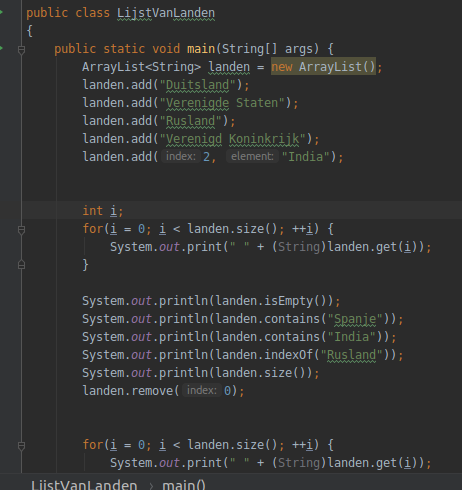 public class LijstVanLanden
{
public static void main(String[] args) {
ArrayList<String> landen = new ArrayList();
landen.add("Duitsland");
landen.add("Verenigde Staten");
landen.add("Rusland");
landen.add("Verenigd Koninkrijk");
landen.add( index: 2, element: "India");
int i;
for(i = 0; i < landen.size(); ++i) {
System.out.print(" " + (String)landen.get(i));
}
System.out.println(landen.isEmpty());
System.out.println(landen.contains("Spanje"));
System.out.println(landen.contains("India"));
System.out.println(landen.indexOf("Rusland"));
System.out.println(landen.size());
landen.remove( index: 0);
for(i = 0; i < landen.size(); ++i) {
System.out.print(" " + (String)landen.get(i));
LijstVanLanden > main()